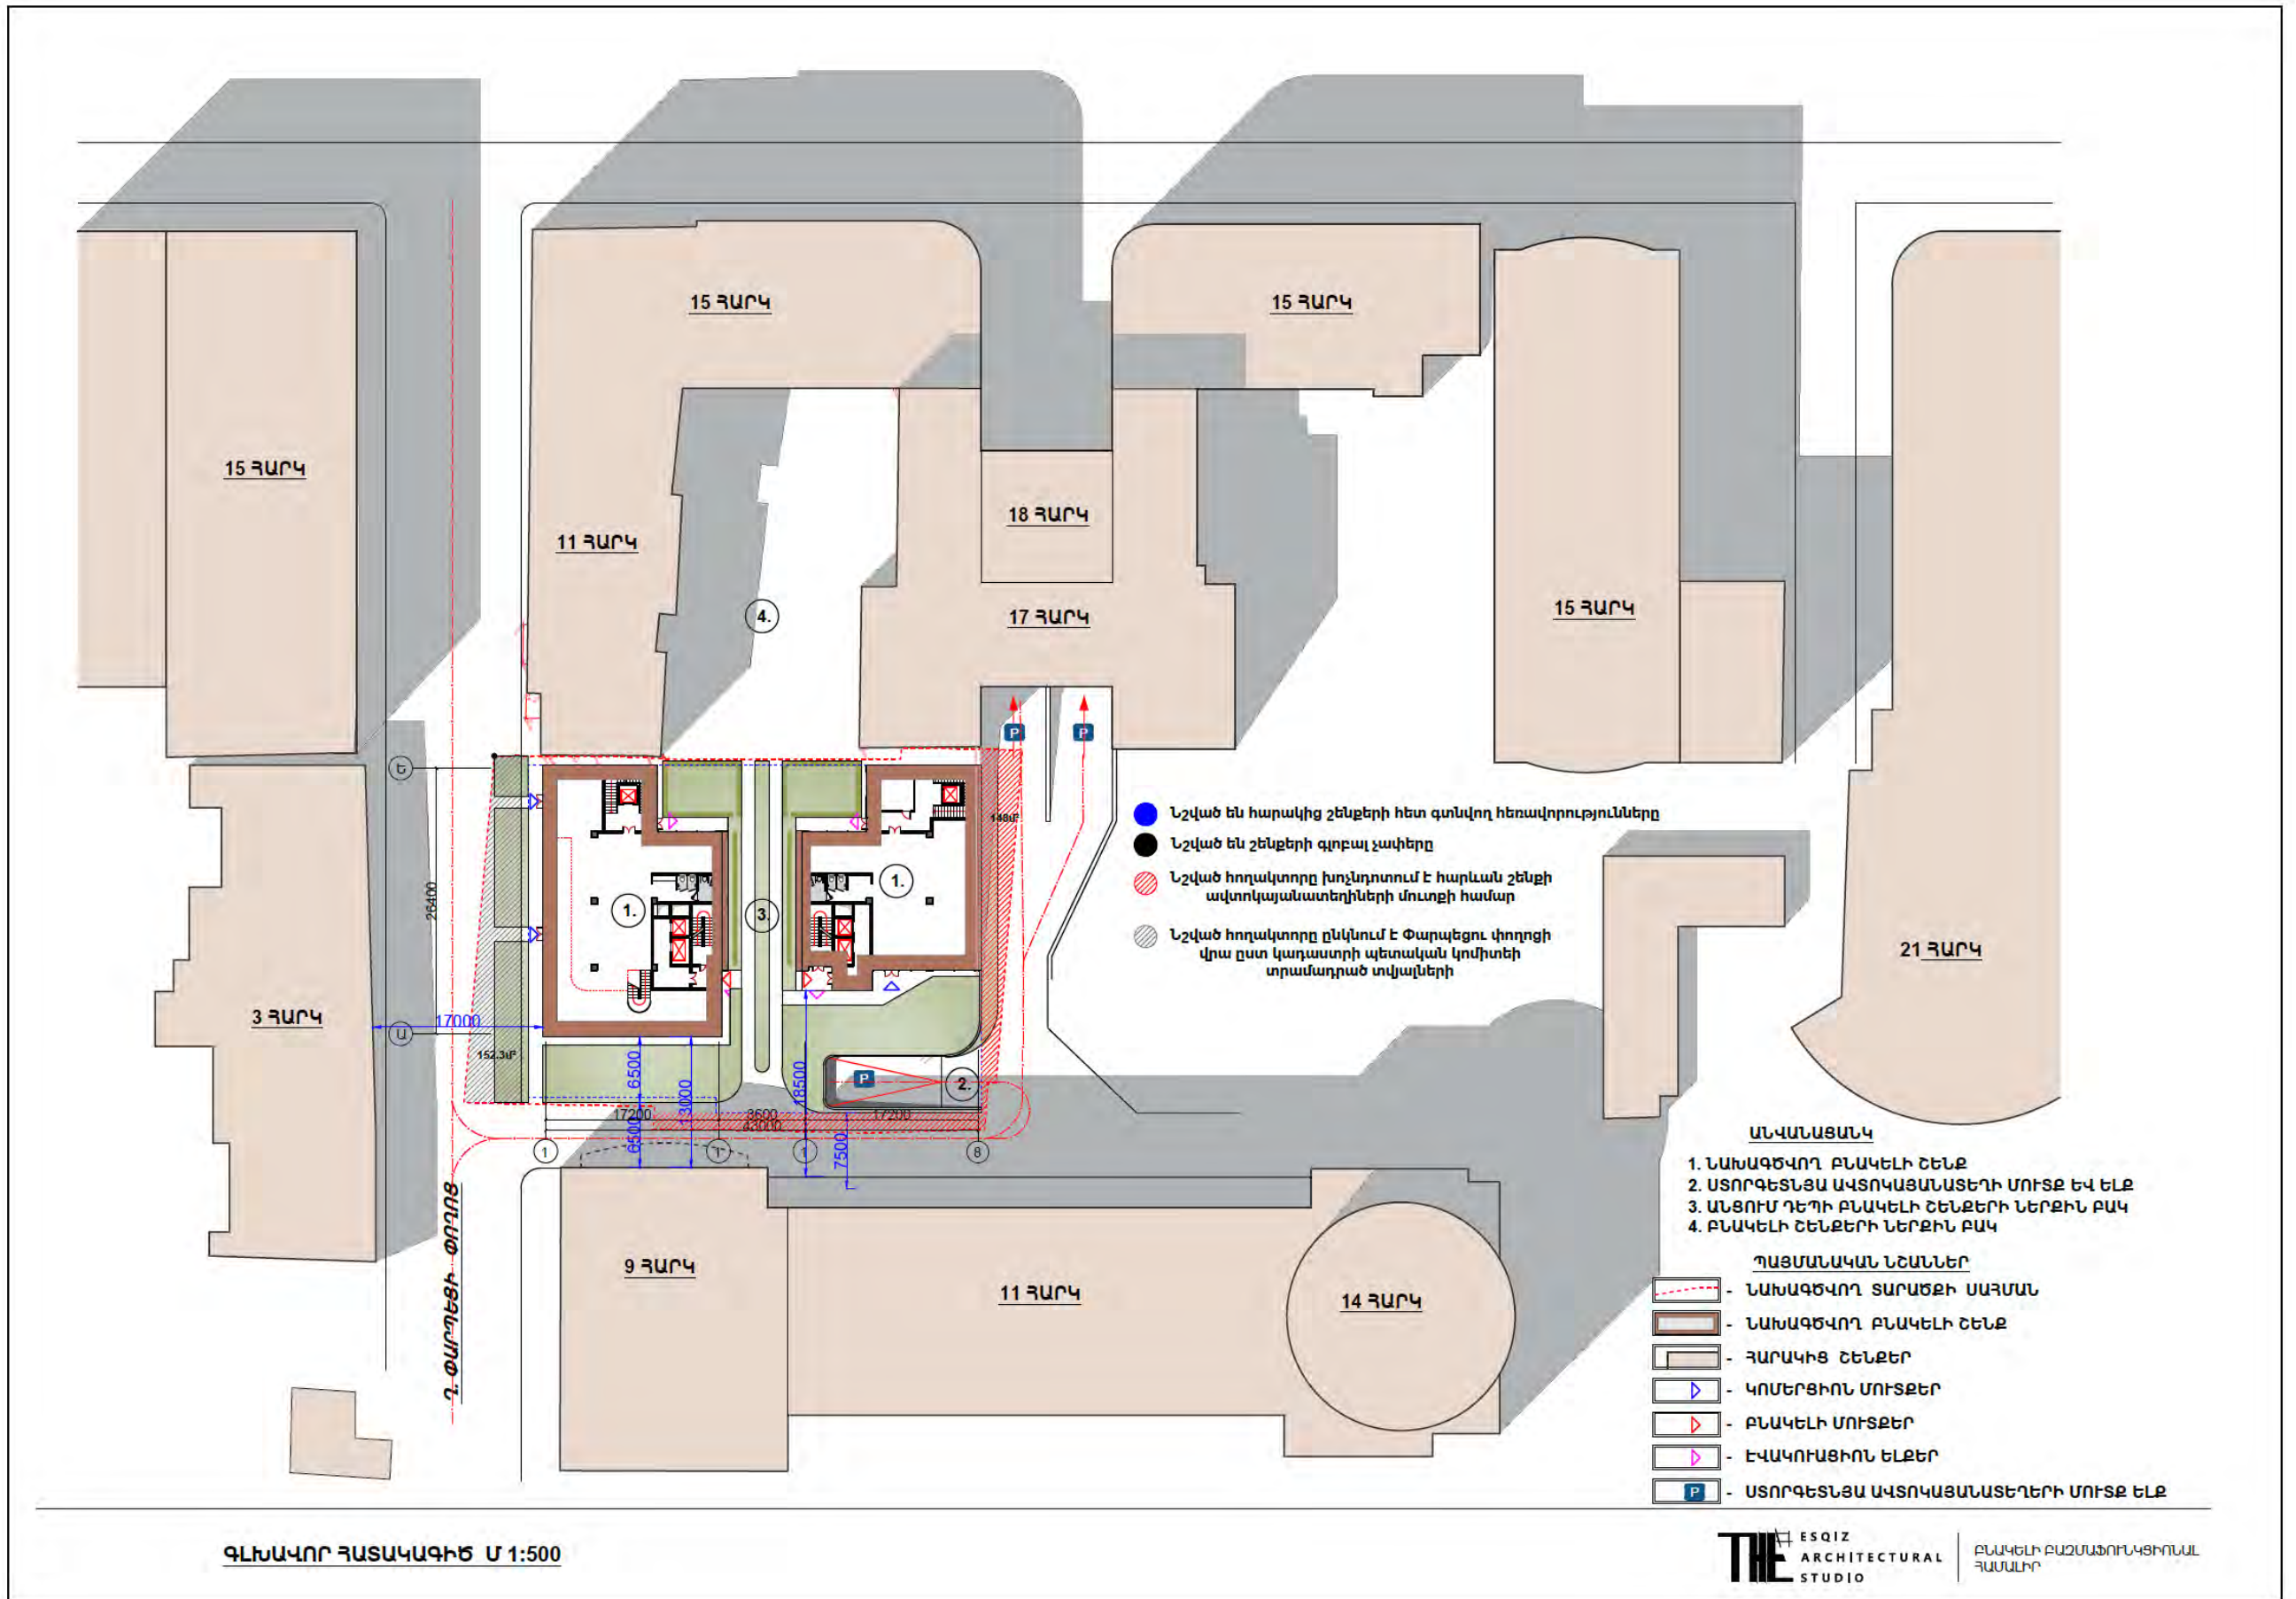 15 ՀԱՐԿ
15 ՀԱՐԿ
15 ՀԱՐԿ
11 ՀԱՐԿ
18 ՀԱՐԿ
17 ՀԱՐԿ
15 ՀԱՐԿ
4.
P
P
Ե
148մ²
26400
1.
1.
3.
Նշված են հարակից շենքերի հետ գտնվող հեռավորությունները
Նշված են շենքերի գլոբալ չափերը
Նշված հողակտորը խոչնդոտում է հարևան շենքի
ավտոկայանատեղիների մուտքի համար
Նշված հողակտորը ընկնում է Փարպեցու փողոցի
վրա ըստ կադաստրի պետական կոմիտեի
տրամադրած տվյալների
21 ՀԱՐԿ
3 ՀԱՐԿ
17000
Ա
152.3մ²
6500
13000
18500
P
2.
17200
3600
17200
43000
6500
7500
1
8
Ղ. ՓԱՐՊԵՑԻ ՓՈՂՈՑ
9 ՀԱՐԿ
11 ՀԱՐԿ
14 ՀԱՐԿ
ԱՆՎԱՆԱՑԱՆԿ
1. ՆԱԽԱԳԾՎՈՂ ԲՆԱԿԵԼԻ ՇԵՆՔ
2. ՍՏՈՐԳԵՏՆՅԱ ԱՎՏՈԿԱՅԱՆԱՏԵՂԻ ՄՈՒՏՔ ԵՎ ԵԼՔ
3. ԱՆՑՈՒՄ ԴԵՊԻ ԲՆԱԿԵԼԻ ՇԵՆՔԵՐԻ ՆԵՐՔԻՆ ԲԱԿ
4. ԲՆԱԿԵԼԻ ՇԵՆՔԵՐԻ ՆԵՐՔԻՆ ԲԱԿ
ՊԱՅՄԱՆԱԿԱՆ ՆՇԱՆՆԵՐ
- ՆԱԽԱԳԾՎՈՂ ՏԱՐԱԾՔԻ ՍԱՀՄԱՆ
- ՆԱԽԱԳԾՎՈՂ ԲՆԱԿԵԼԻ ՇԵՆՔ
- ՀԱՐԱԿԻՑ ՇԵՆՔԵՐ
- ԿՈՄԵՐՑԻՈՆ ՄՈՒՏՔԵՐ
- ԲՆԱԿԵԼԻ ՄՈՒՏՔԵՐ
- ԷՎԱԿՈՒԱՑԻՈՆ ԵԼՔԵՐ
P - ՍՏՈՐԳԵՏՆՅԱ ԱՎՏՈԿԱՅԱՆԱՏԵՂԵՐԻ ՄՈՒՏՔ ԵԼՔ
ԳԼԽԱՎՈՐ ՀԱՏԱԿԱԳԻԾ Մ 1:500
THE ESQIZ
ARCHITECTURAL
STUDIO
ԲՆԱԿԵԼԻ ԲԱԶՄԱՖՈՒՆԿՑԻՈՆԱԼ
ՀԱՄԱԼԻՐ